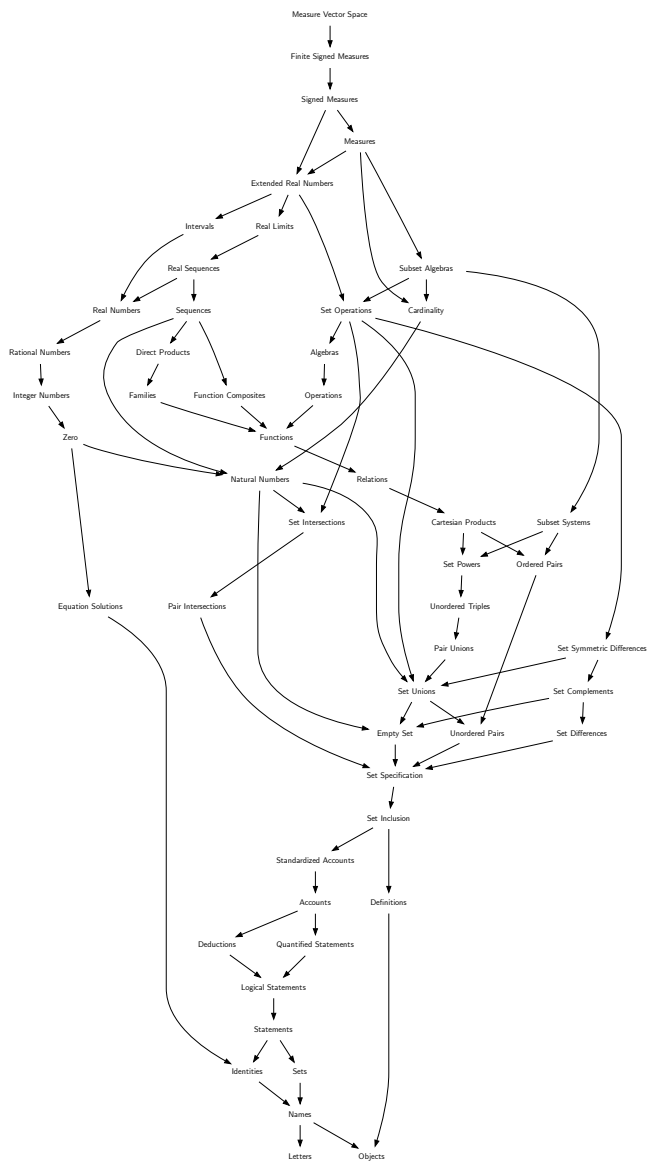 Measure Vector Space
Finite Signed Measures
Signed Measures
Measures
Extended Real Numbers
Intervals
Real Limits
Real Sequences
Subset Algebras
Real Numbers
Sequences
Set Operations
Cardinality
Rational Numbers
Direct Products
Algebras
Integer Numbers
Families
Function Composites
Operations
Zero
Functions
Natural Numbers
Relations
Set Intersections
Cartesian Products
Subset Systems
Set Powers
Ordered Pairs
Equation Solutions
Pair Intersections
Unordered Triples
Pair Unions
Set Symmetric Differences
Set Unions
Set Complements
Empty Set
Unordered Pairs
Set Differences
Set Specification
Set Inclusion
Standardized Accounts
Accounts
Definitions
Deductions
Quantified Statements
Logical Statements
Statements
Identities
Sets
Names
Letters
Objects